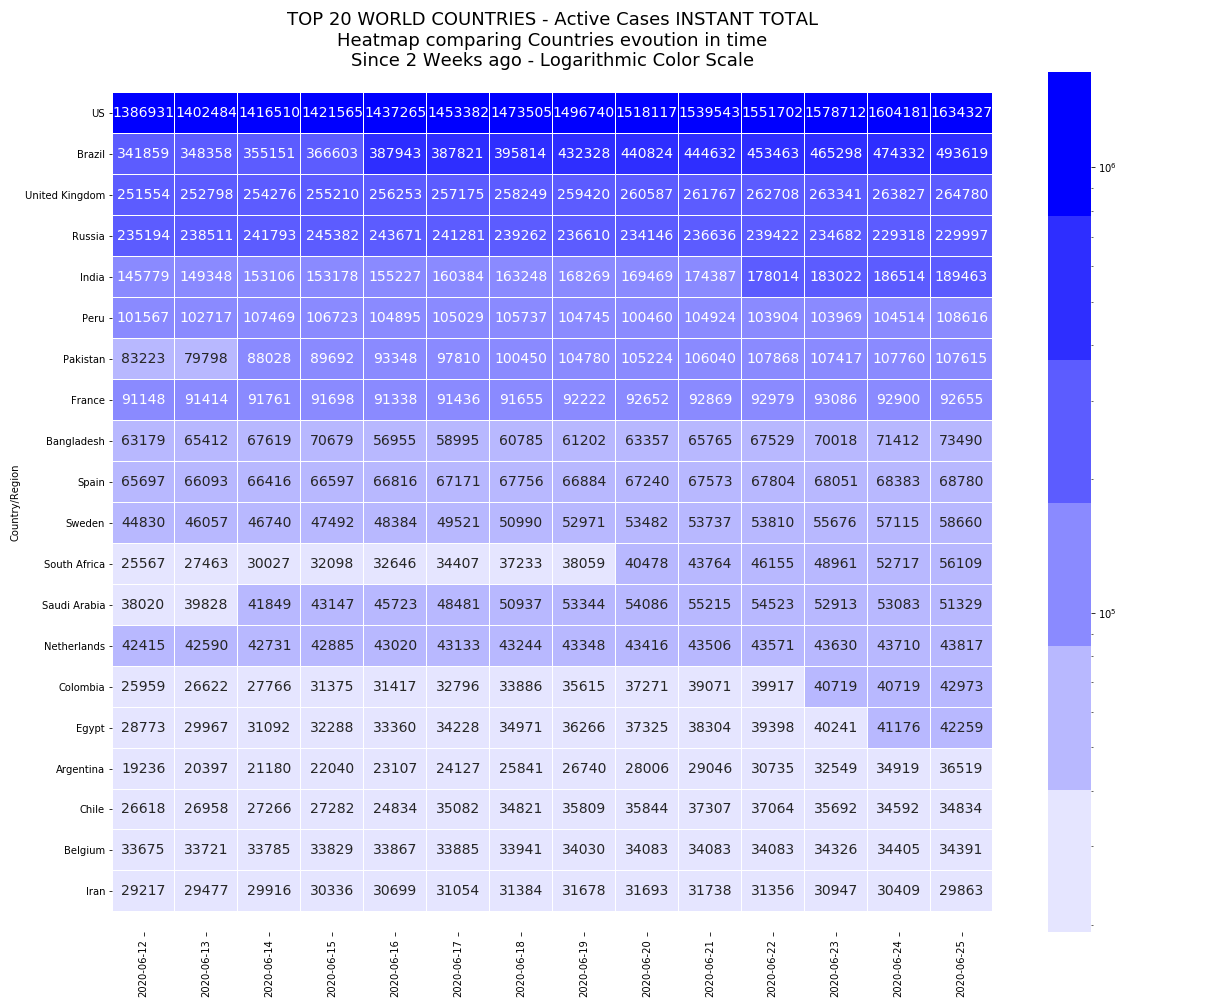 TOP 20 WORLD COUNTRIES - Active Cases INSTANT TOTAL
Heatmap comparing Countries evoution in time
Since 2 Weeks ago - Logarithmic Color Scale
Country/Region
US 1386931 1402484 1416510 1421565 1437265 1453382 1473505 1496740 1518117 1539543 1551702 1578712 1604181 1634327
Brazil 341859 348358 355151 366603 387943 387821 395814 432328 440824 444632 453463 465298 474332 493619
United Kingdom 251554 252798 254276 255210 256253 257175 258249 259420 260587 261767 262708 263341 263827 264780
Russia 235194 238511 241793 245382 243671 241281 239262 236610 234146 236636 239422 234682 229318 229997
India 145779 149348 153106 153178 155227 160384 163248 168269 169469 174387 178014 183022 186514 189463
Peru 101567 102717 107469 106723 104895 105029 105737 104745 100460 104924 103904 103969 104514 108616
Pakistan 83223 79798 88028 89692 93348 97810 100450 104780 105224 106040 107868 107417 107760 107615
France 91148 91414 91761 91698 91338 91436 91655 92222 92652 92869 92979 93086 92900 92655
Bangladesh 63179 65412 67619 70679 56955 58995 60785 61202 63357 65765 67529 70018 71412 73490
Spain 65697 66093 66416 66597 66816 67171 67756 66884 67240 67573 67804 68051 68383 68780
Sweden 44830 46057 46740 47492 48384 49521 50990 52971 53482 53737 53810 55676 57115 58660
South Africa 25567 27463 30027 32098 32646 34407 37233 38059 40478 43764 46155 48961 52717 56109
Saudi Arabia 38020 39828 41849 43147 45723 48481 50937 53344 54086 55215 54523 52913 53083 51329
Netherlands 42415 42590 42731 42885 43020 43133 43244 43348 43416 43506 43571 43630 43710 43817
Colombia 25959 26622 27766 31375 31417 32796 33886 35615 37271 39071 39917 40719 40719 42973
Egypt 28773 29967 31092 32288 33360 34228 34971 36266 37325 38304 39398 40241 41176 42259
Argentina 19236 20397 21180 22040 23107 24127 25841 26740 28006 29046 30735 32549 34919 36519
Chile 26618 26958 27266 27282 24834 35082 34821 35809 35844 37307 37064 35692 34592 34834
Belgium 33675 33721 33785 33829 33867 33885 33941 34030 34083 34083 34083 34326 34405 34391
Iran 29217 29477 29916 30336 30699 31054 31384 31678 31693 31738 31356 30947 30409 29863
2020-06-12 2020-06-13 2020-06-14 2020-06-15 2020-06-16 2020-06-17 2020-06-18 2020-06-19 2020-06-20 2020-06-21 2020-06-22 2020-06-23 2020-06-24 2020-06-25
10⁶
10⁵